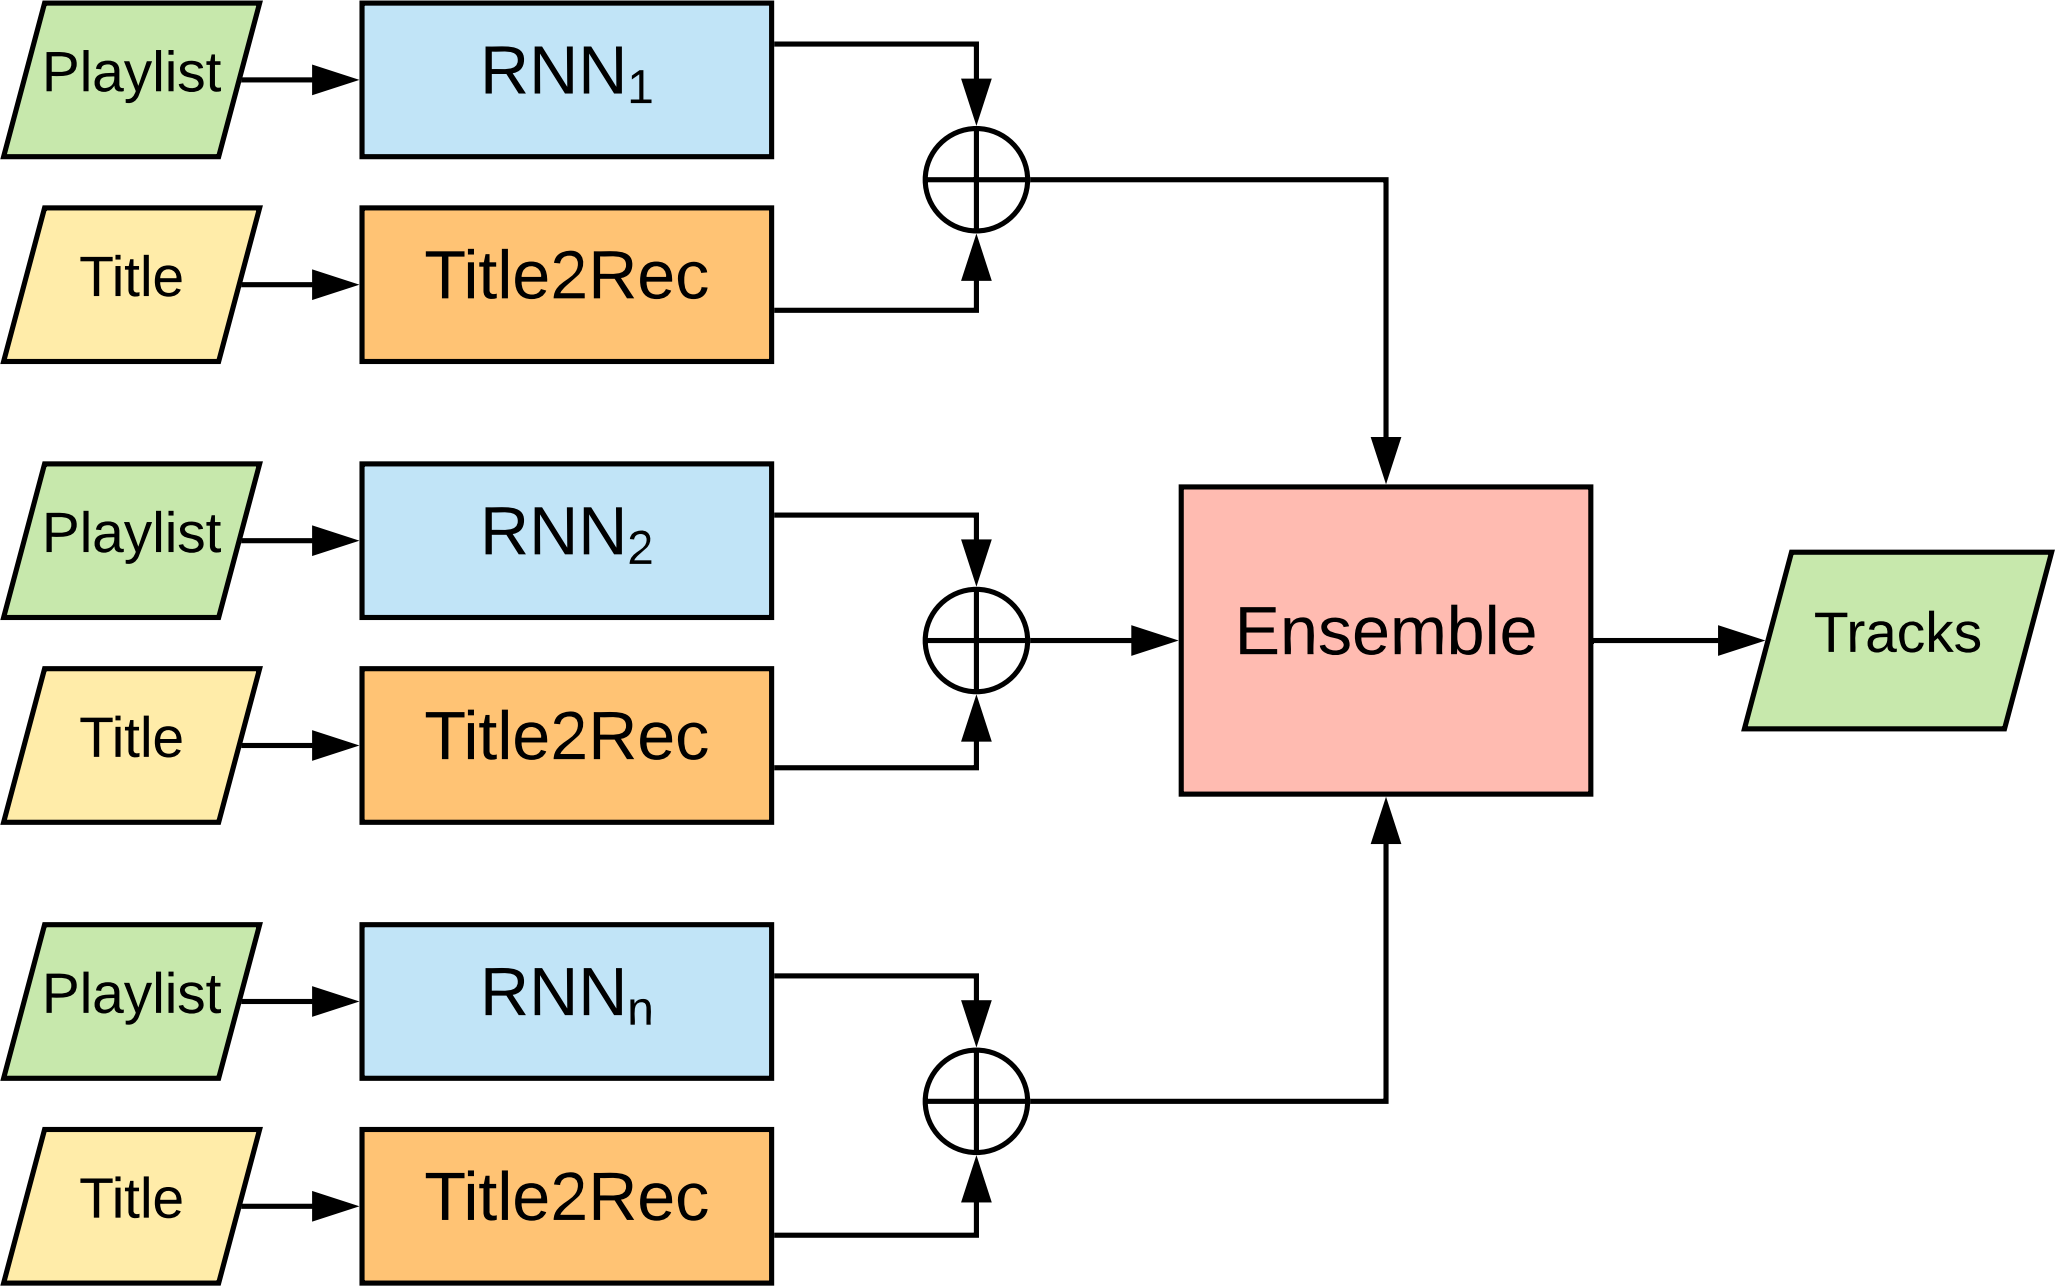 Playlist
RNN₁
Title
Title2Rec
Playlist
RNN₂
Title
Title2Rec
Ensemble
Tracks
Playlist
RNNₙ
Title
Title2Rec